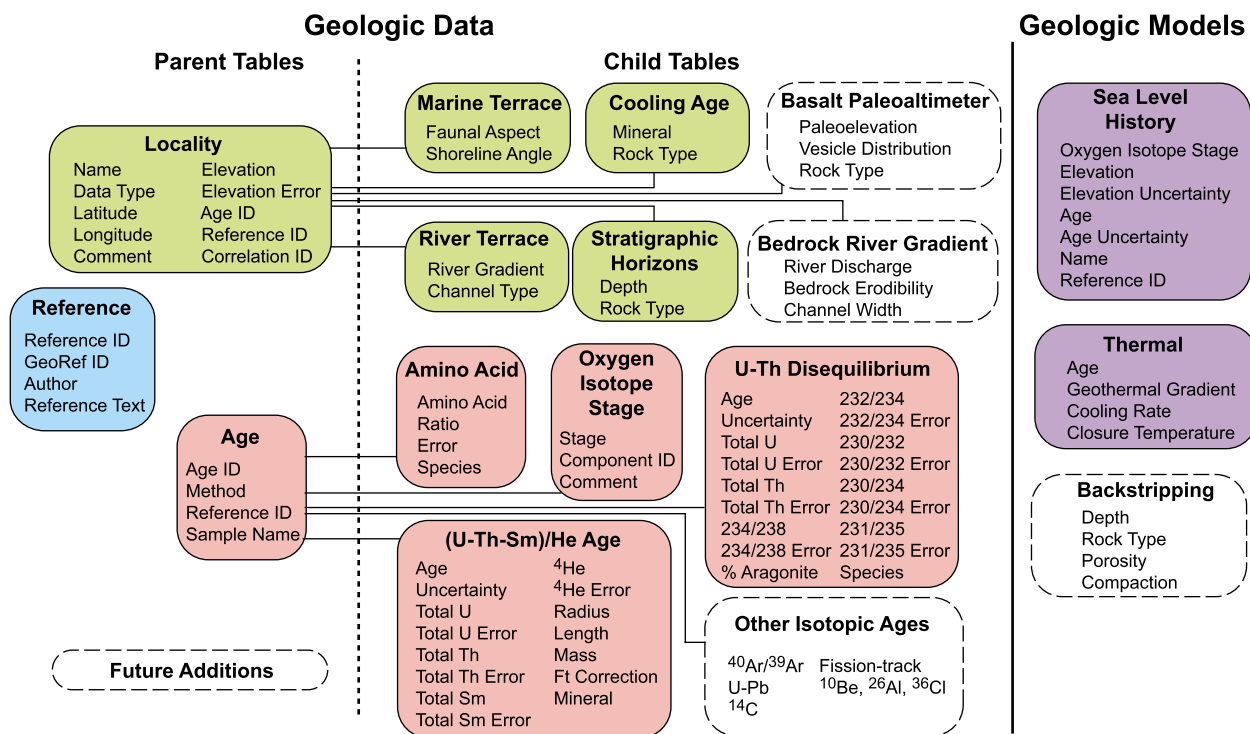 Geologic Data
Geologic Models
Parent Tables
Child Tables
Locality
Name
Data Type
Latitude
Longitude
Comment
Elevation
Elevation Error
Age ID
Reference ID
Correlation ID
Reference
Reference ID
GeoRef ID
Author
Reference Text
Age
Age ID
Method
Reference ID
Sample Name
Future Additions
Marine Terrace
Faunal Aspect
Shoreline Angle
Cooling Age
Mineral
Rock Type
Basalt Paleoaltimeter
Paleoelevation
Vesicle Distribution
Rock Type
River Terrace
River Gradient
Channel Type
Stratigraphic
Horizons
Depth
Rock Type
Bedrock River Gradient
River Discharge
Bedrock Erodibility
Channel Width
Amino Acid
Amino Acid
Ratio
Error
Species
Oxygen
Isotope
Stage
Stage
Component ID
Comment
U-Th Disequilibrium
Age
Uncertainty
Total U
Total U Error
Total Th
Total Th Error
234/238
234/238 Error
% Aragonite
232/234
232/234 Error
230/232
230/232 Error
230/234
230/234 Error
231/235
231/235 Error
Species
(U-Th-Sm)/He Age
Age
Uncertainty
Total U
Total U Error
Total Th
Total Th Error
Total Sm
Total Sm Error
⁴He
⁴He Error
Radius
Length
Mass
Ft Correction
Mineral
Other Isotopic Ages
⁴⁰Ar/³⁹Ar
U-Pb
¹⁴C
Fission-track
¹⁰Be, ²⁶Al, ³⁶Cl
Sea Level
History
Oxygen Isotope Stage
Elevation
Elevation Uncertainty
Age
Age Uncertainty
Name
Reference ID
Thermal
Age
Geothermal Gradient
Cooling Rate
Closure Temperature
Backstripping
Depth
Rock Type
Porosity
Compaction